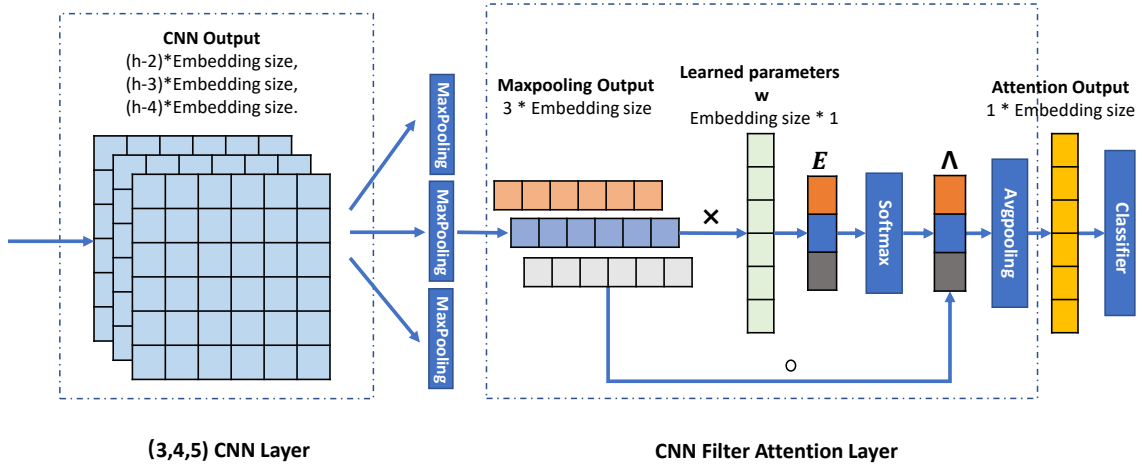 CNN Output
(h-2)*Embedding size,
(h-3)*Embedding size,
(h-4)*Embedding size.
MaxPooling
MaxPooling
MaxPooling
Maxpooling Output
3 * Embedding size
Learned parameters
w
Embedding size * 1
×
E
Softmax
Λ
Avgpooling
Attention Output
1 * Embedding size
Classifier
○
(3,4,5) CNN Layer
CNN Filter Attention Layer